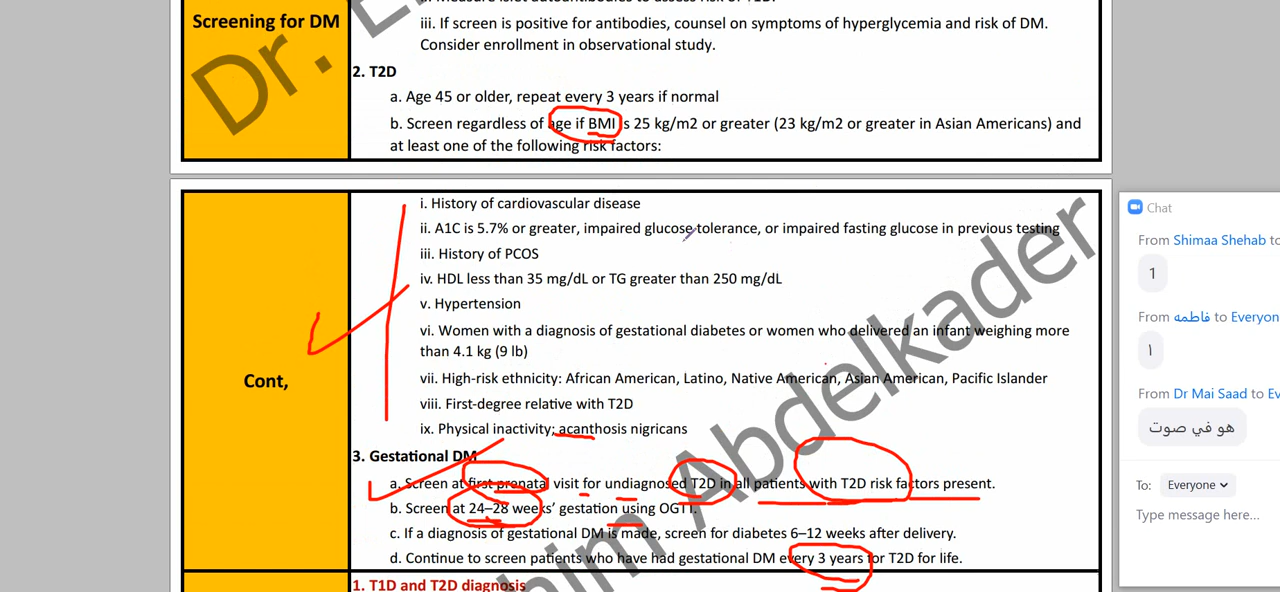 Screening for DM
iii. If screen is positive for antibodies, counsel on symptoms of hyperglycemia and risk of DM.
Consider enrollment in observational study.
2. T2D
a. Age 45 or older, repeat every 3 years if normal
b. Screen regardless of age if BMI is 25 kg/m2 or greater (23 kg/m2 or greater in Asian Americans) and
at least one of the following risk factors:
Cont,
i. History of cardiovascular disease
ii. A1C is 5.7% or greater, impaired glucose tolerance, or impaired fasting glucose in previous testing
iii. History of PCOS
iv. HDL less than 35 mg/dL or TG greater than 250 mg/dL
v. Hypertension
vi. Women with a diagnosis of gestational diabetes or women who delivered an infant weighing more
than 4.1 kg (9 lb)
vii. High-risk ethnicity: African American, Latino, Native American, Asian American, Pacific Islander
viii. First-degree relative with T2D
ix. Physical inactivity; acanthosis nigricans
3. Gestational DM
a. Screen at first prenatal visit for undiagnosed T2D in all patients with T2D risk factors present.
b. Screen at 24–28 weeks' gestation using OGTT.
c. If a diagnosis of gestational DM is made, screen for diabetes 6–12 weeks after delivery.
d. Continue to screen patients who have had gestational DM every 3 years for T2D for life.
1. T1D and T2D diagnosis
Dr.
Abdelkader
Chat
From Shimaa Shehab to
1
From فاطمه to Everyon
١
From Dr Mai Saad to Ev
هو في صوت
To: Everyone
Type message here...